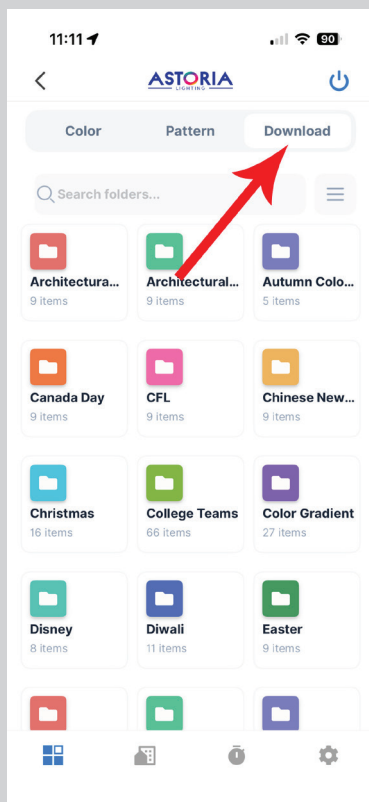 11:11
90
ASTORIA
LIGHTING
Color Pattern Download
Search folders...
Architectura... Architectural... Autumn Colo...
9 items 9 items 5 items
Canada Day CFL Chinese New...
9 items 9 items 9 items
Christmas College Teams Color Gradient
16 items 66 items 27 items
Disney Diwali Easter
8 items 11 items 9 items